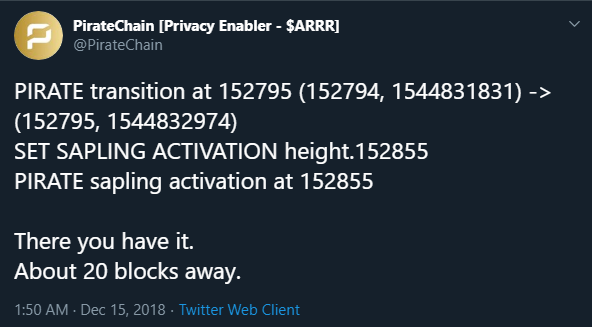 PirateChain [Privacy Enabler - $ARRR]
@PirateChain
PIRATE transition at 152795 (152794, 1544831831) ->
(152795, 1544832974)
SET SAPLING ACTIVATION height.152855
PIRATE sapling activation at 152855
There you have it.
About 20 blocks away.
1:50 AM · Dec 15, 2018 · Twitter Web Client